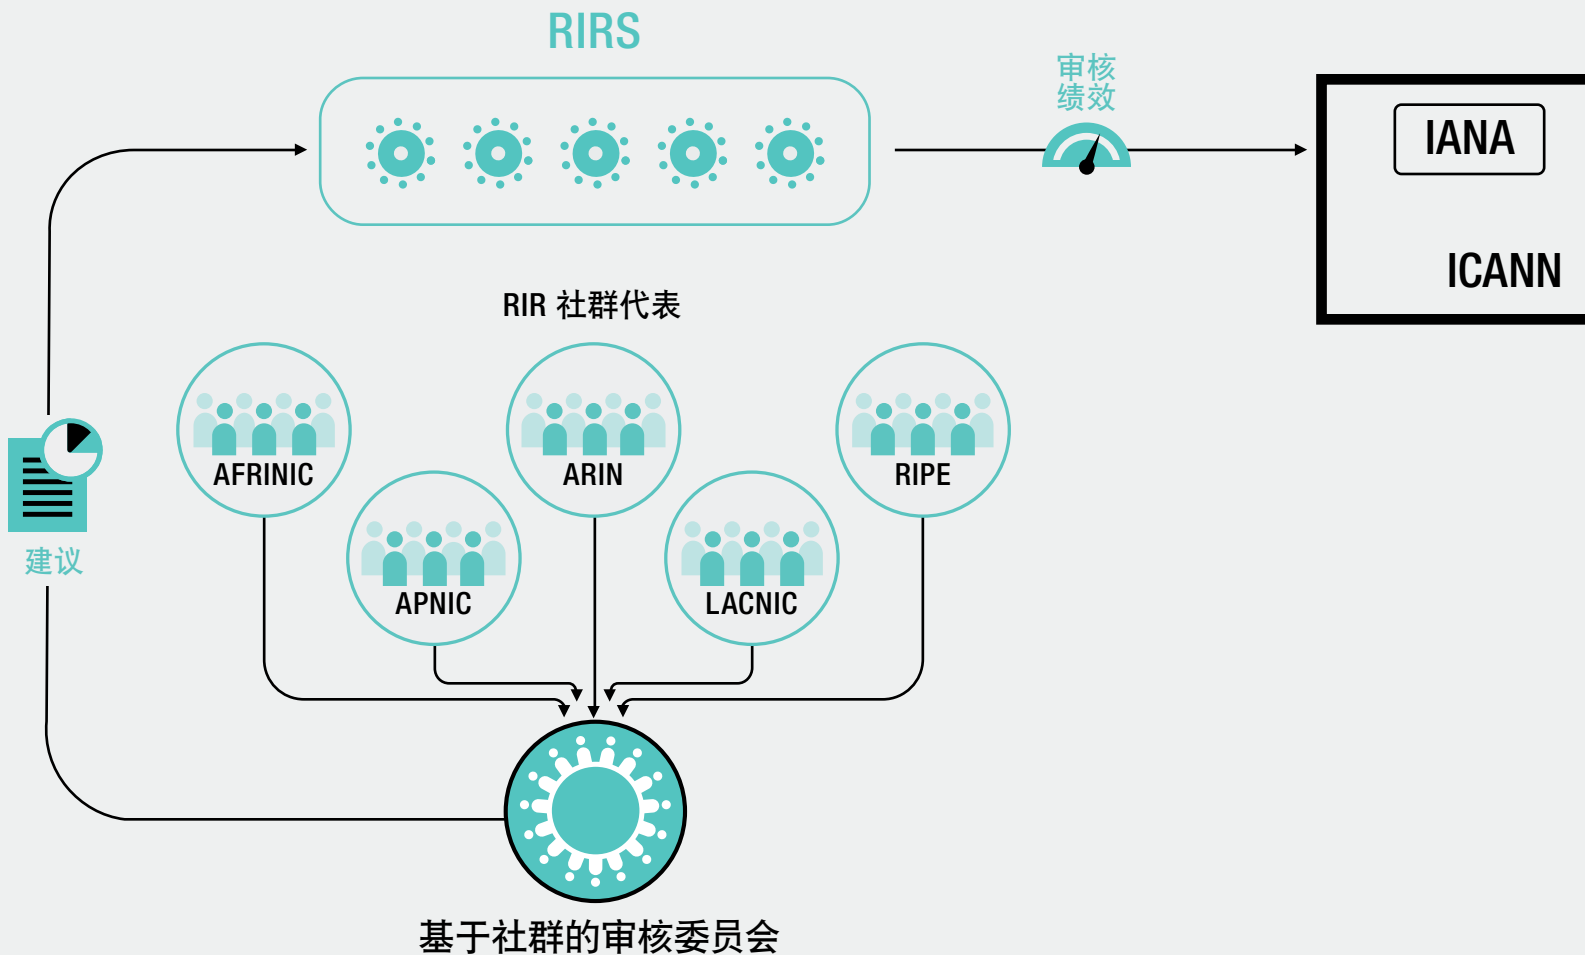 RIRS
审核
绩效
IANA
ICANN
RIR 社群代表
AFRINIC
ARIN
RIPE
APNIC
LACNIC
建议
基于社群的审核委员会